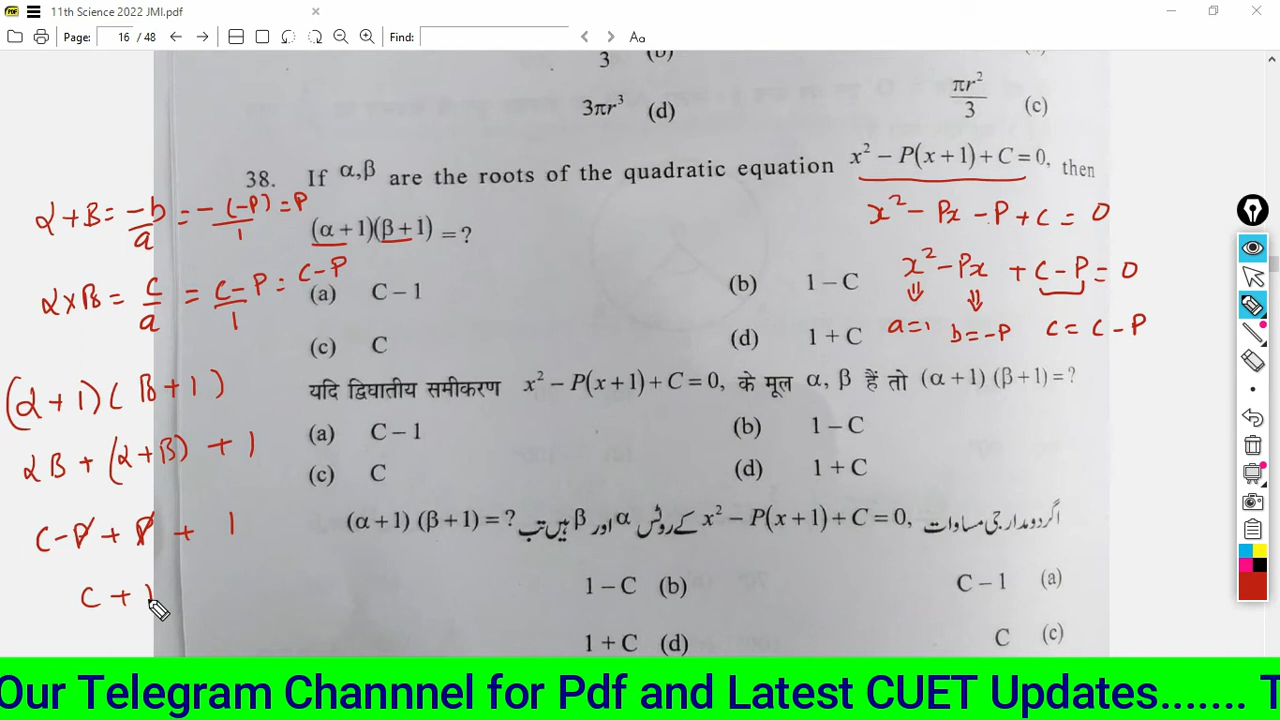 11th Science 2022 JMI.pdf
Page: 16 / 48 Find: Aa
3 (b)
3πr³ (d) πr²/3 (c)
38. If α,β are the roots of the quadratic equation x² − P(x+1)+C=0, then
(α+1)(β+1) = ?
(a) C−1 (b) 1−C
(c) C (d) 1+C
x² − Px − P + C = 0
x² − Px + C − P = 0
a=1 b=−P c = C − P
α+β = −b/a = −(−P)/1 = P
α×β = c/a = C−P/1 = C−P
(α+1)(β+1)
αβ + (α+β) + 1
C−P + P + 1
C + 1
यदि द्विघातीय समीकरण x² − P(x+1)+C=0, के मूल α, β हैं तो (α+1) (β+1)=?
(a) C−1 (b) 1−C
(c) C (d) 1+C
اگر دو مدارجی مساوات x² − P(x+1)+C=0, کے روٹس α اور β ہیں تب (α+1) (β+1)=?
1−C (b) C−1 (a)
1+C (d) C (c)
Our Telegram Channnel for Pdf and Latest CUET Updates....... T